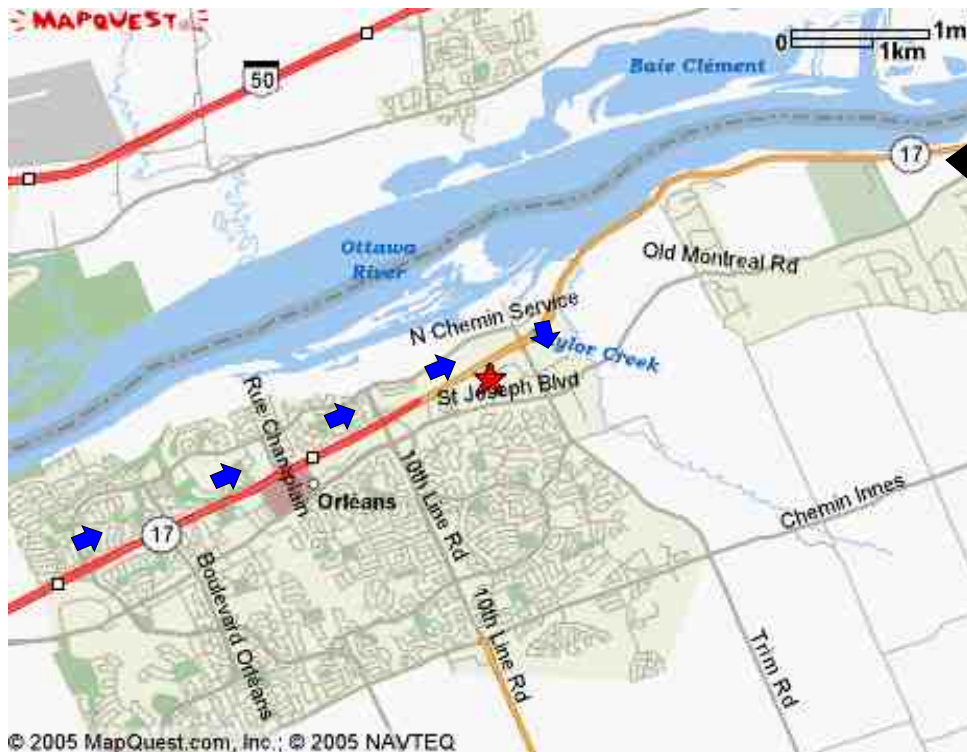 MAPQUEST
50
0 1m
1km
Baie Clément
17
Ottawa
River
Old Montreal Rd
N Chemin Service
aylor Creek
St Joseph Blvd
Rue Champlain
10th Line Rd
Orléans
Chemin Innes
17
Boulevard Orléans
10th Line Rd
Trim Rd
© 2005 MapQuest.com, Inc.; © 2005 NAVTEQ